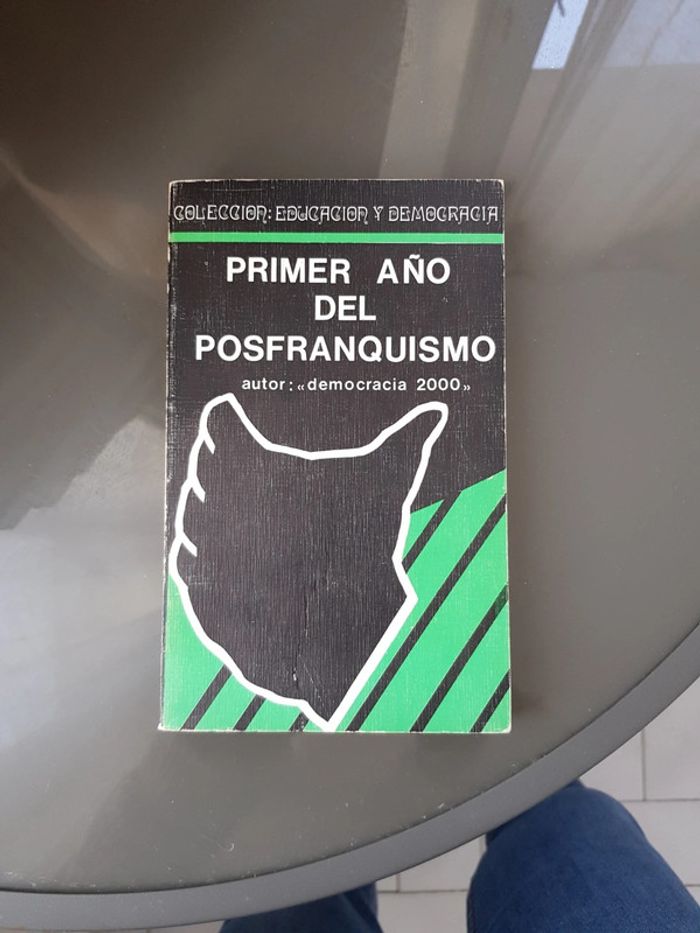 COLECCION: EDUCACION Y DEMOCRACIA
PRIMER AÑO
DEL
POSFRANQUISMO
autor: «democracia 2000»